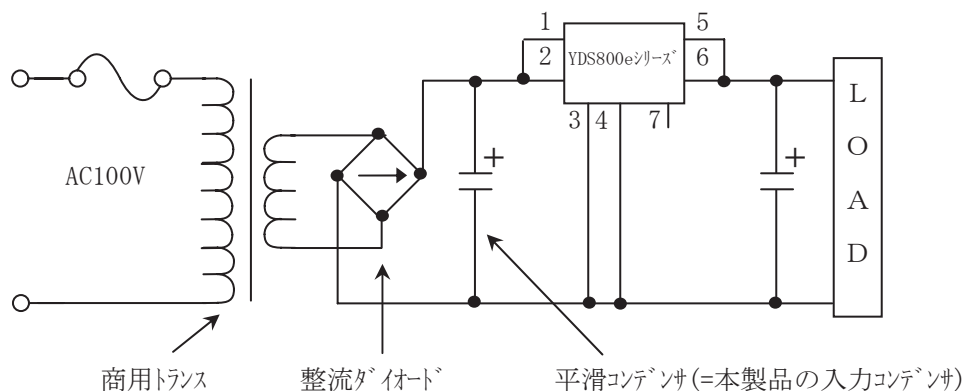 1
2
YDS800eシリーズ
5
6
3
4
7
AC100V
+
+
L
O
A
D
商用トランス
整流ダイオード
平滑コンデンサ(=本製品の入力コンデンサ)